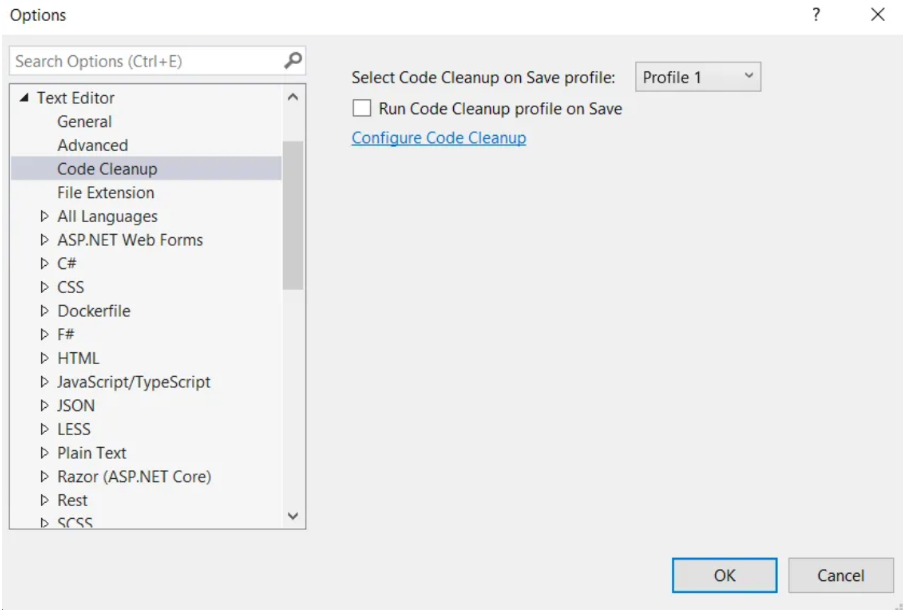 Options
Search Options (Ctrl+E)
Text Editor
General
Advanced
Code Cleanup
File Extension
All Languages
ASP.NET Web Forms
C#
CSS
Dockerfile
F#
HTML
JavaScript/TypeScript
JSON
LESS
Plain Text
Razor (ASP.NET Core)
Rest
SCSS
Select Code Cleanup on Save profile: Profile 1
Run Code Cleanup profile on Save
Configure Code Cleanup
OK Cancel